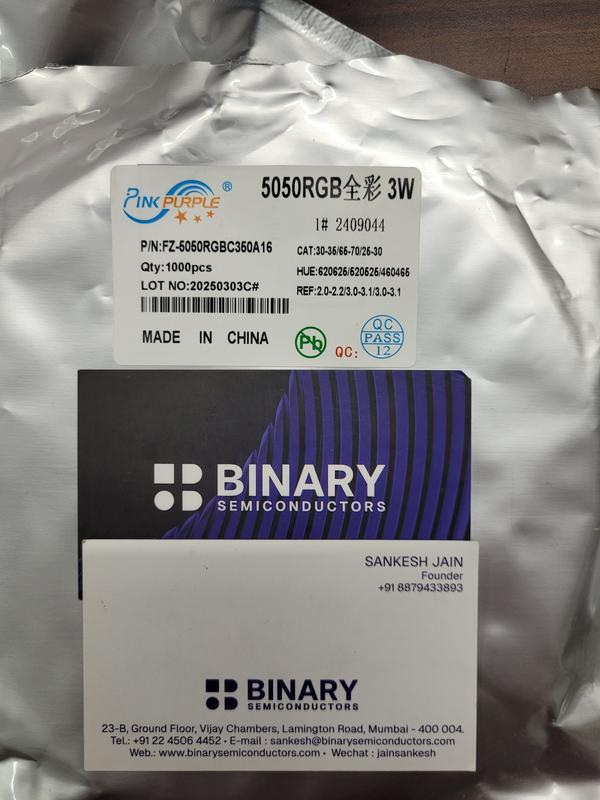 PINK PURPLE ®
5050RGB全彩 3W
1# 2409044
P/N:FZ-5050RGBC350A16
Qty:1000pcs
LOT NO:20250303C#
CAT:30-35/65-70/25-30
HUE:620625/520525/460465
REF:2.0-2.2/3.0-3.1/3.0-3.1
MADE IN CHINA
Pb
QC:
QC
PASS
12
BINARY
SEMICONDUCTORS
SANKESH JAIN
Founder
+91 8879433893
BINARY
SEMICONDUCTORS
23-B, Ground Floor, Vijay Chambers, Lamington Road, Mumbai - 400 004.
Tel.: +91 22 4506 4452 • E-mail : sankesh@binarysemiconductors.com
Web.: www.binarysemiconductors.com • Wechat : jainsankesh